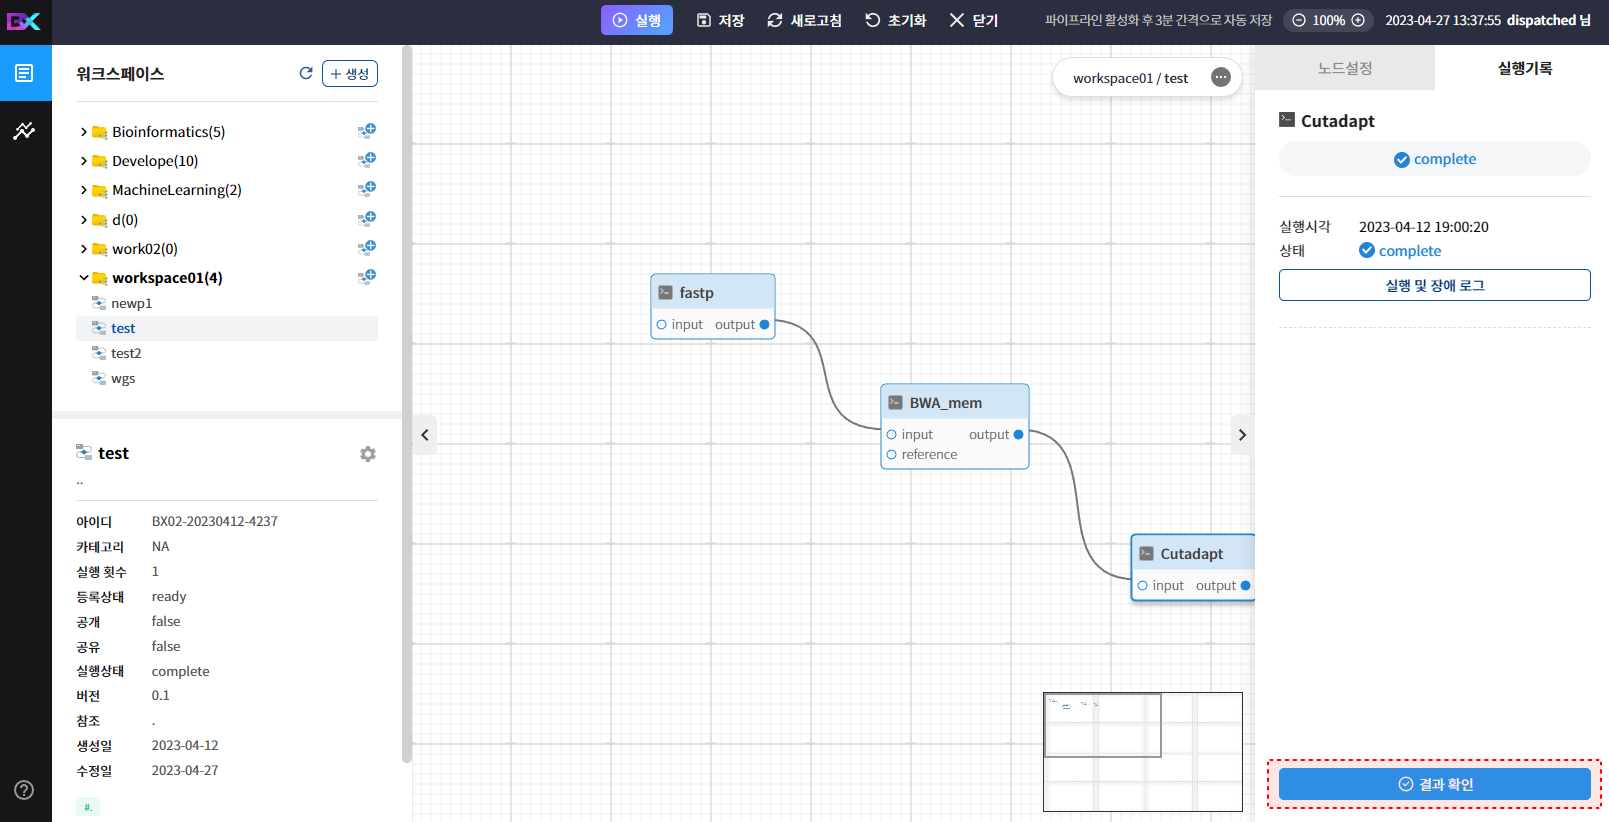 BX
실행
저장
새로고침
초기화
닫기
파이프라인 활성화 후 3분 간격으로 자동 저장
100%
2023-04-27 13:37:55 dispatched 님
워크스페이스
+ 생성
Bioinformatics(5)
Develope(10)
MachineLearning(2)
d(0)
work02(0)
workspace01(4)
newp1
test
test2
wgs
test
..
아이디 BX02-20230412-4237
카테고리 NA
실행 횟수 1
등록상태 ready
공개 false
공유 false
실행상태 complete
버전 0.1
참조 .
생성일 2023-04-12
수정일 2023-04-27
#.
workspace01 / test
fastp
input output
BWA_mem
input output
reference
Cutadapt
input output
노드설정
실행기록
Cutadapt
complete
실행시각 2023-04-12 19:00:20
상태 complete
실행 및 장애 로그
결과 확인